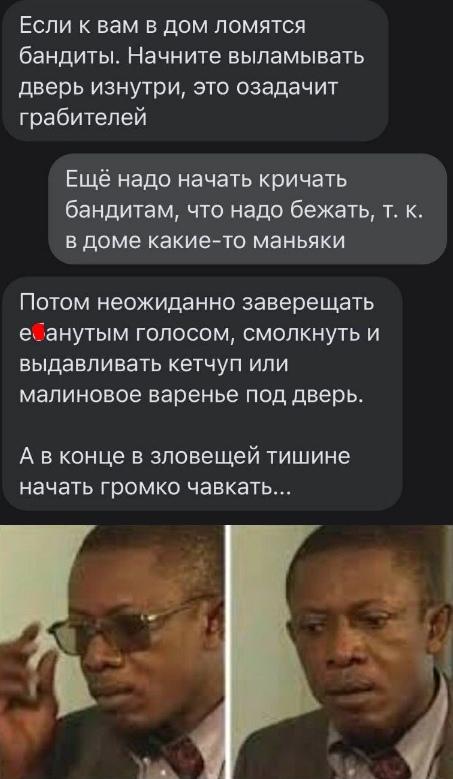 Если к вам в дом ломятся
бандиты. Начните выламывать
дверь изнутри, это озадачит
грабителей
Ещё надо начать кричать
бандитам, что надо бежать, т. к.
в доме какие-то маньяки
Потом неожиданно заверещать
ебанутым голосом, смолкнуть и
выдавливать кетчуп или
малиновое варенье под дверь.
А в конце в зловещей тишине
начать громко чавкать...